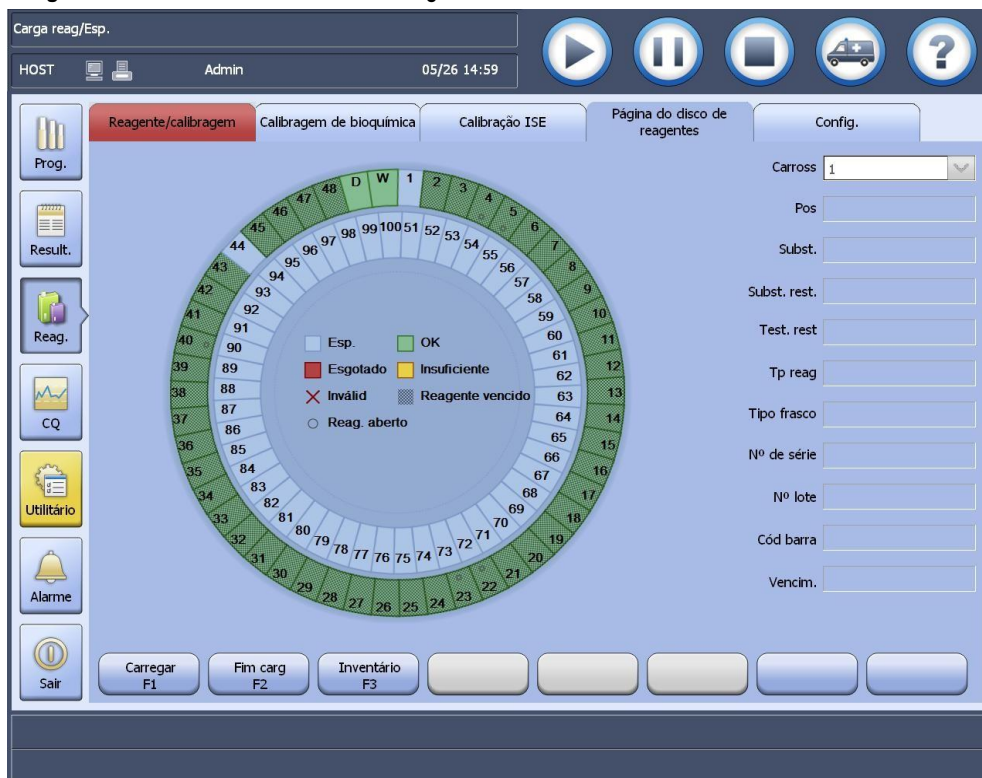 Carga reag/Esp.
HOST Admin 05/26 14:59
Reagente/calibragem
Calibragem de bioquímica
Calibração ISE
Página do disco de
reagentes
Config.
Prog.
Result.
Reag.
CQ
Utilitário
Alarme
Sair
D W 1 2 3 4 5 6 7 8 9 10 11 12 13 14 15 16 17 18 19 20 21 22 23 24 25 26 27 28 29 30 31 32 33 34 35 36 37 38 39 40 41 42 43 44 45 46 47 48
51 52 53 54 55 56 57 58 59 60 61 62 63 64 65 66 67 68 69 70 71 72 73 74 75 76 77 78 79 80 81 82 83 84 85 86 87 88 89 90 91 92 93 94 95 96 97 98 99 100
Esp. OK
Esgotado Insuficiente
Inválid Reagente vencido
Reag. aberto
Carross 1
Pos
Subst.
Subst. rest.
Test. rest
Tp reag
Tipo frasco
Nº de série
Nº lote
Cód barra
Vencim.
Carregar
F1
Fim carg
F2
Inventário
F3